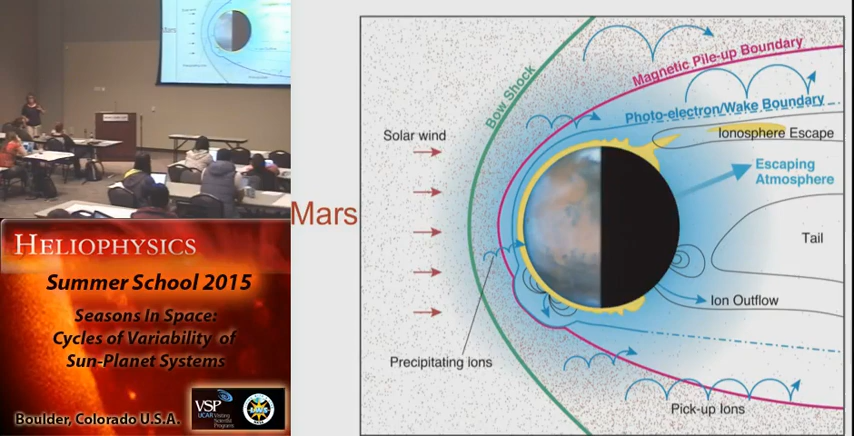 Mars
HELIOPHYSICS
Summer School 2015
Seasons In Space:
Cycles of Variability of
Sun-Planet Systems
Boulder, Colorado U.S.A.
VSP
UCAR Visiting
Scientist
Programs
Mars
Bow Shock
Magnetic Pile-up Boundary
Photo-electron/Wake Boundary
Solar wind
Ionosphere Escape
Escaping
Atmosphere
Tail
Ion Outflow
Precipitating ions
Pick-up Ions